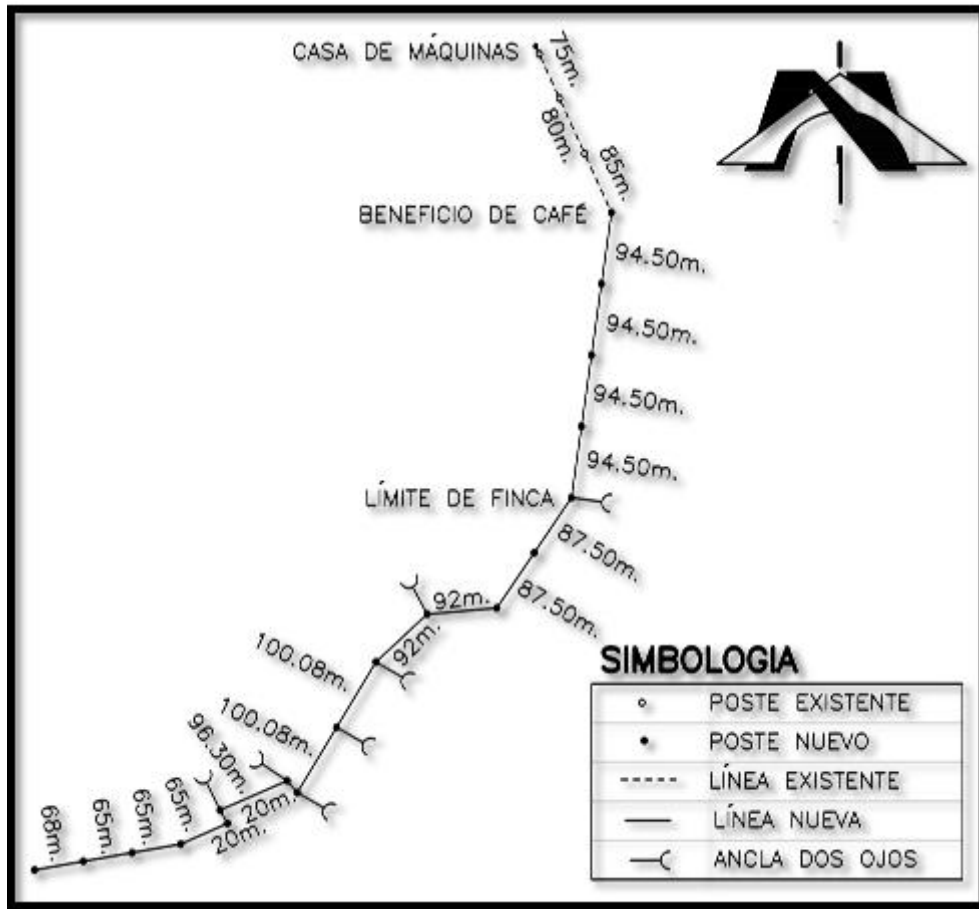 CASA DE MÁQUINAS
75m.
80m.
85m.
BENEFICIO DE CAFÉ
94.50m.
94.50m.
94.50m.
94.50m.
LÍMITE DE FINCA
87.50m.
87.50m.
92m.
92m.
100.08m.
100.08m.
96.30m.
20m.
20m.
65m.
65m.
65m.
68m.
SIMBOLOGIA
POSTE EXISTENTE
POSTE NUEVO
LÍNEA EXISTENTE
LÍNEA NUEVA
ANCLA DOS OJOS